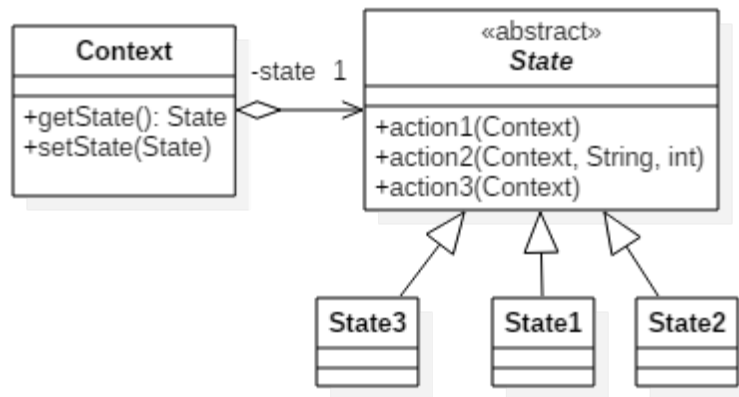 Context
+getState(): State
+setState(State)
-state 1
«abstract»
State
+action1(Context)
+action2(Context, String, int)
+action3(Context)
State3
State1
State2